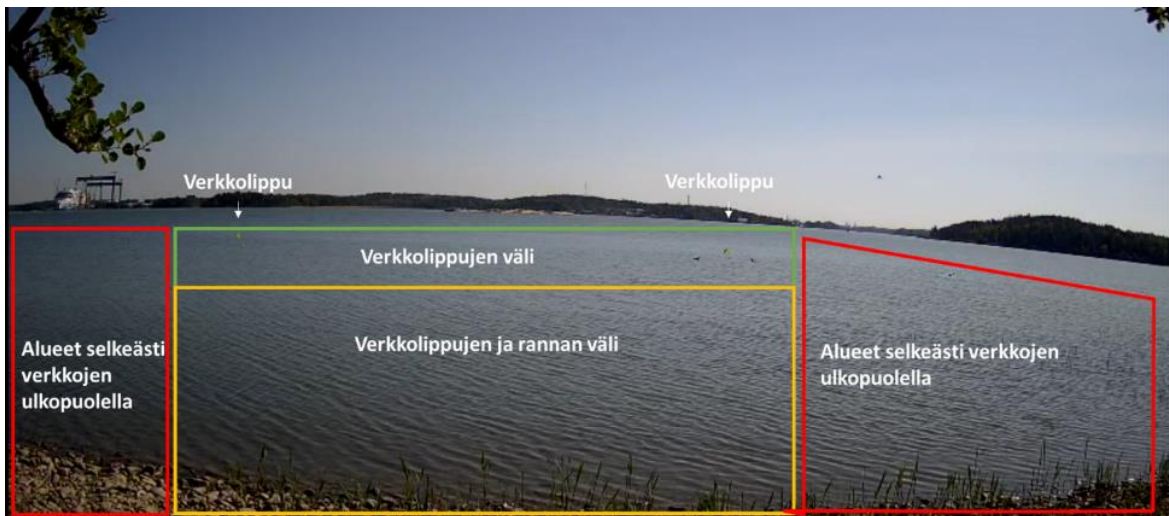 Verkkolippu
Verkkolippu
Verkkolippujen väli
Alueet selkeästi
verkkojen
ulkopuolella
Verkkolippujen ja rannan väli
Alueet selkeästi verkkojen
ulkopuolella